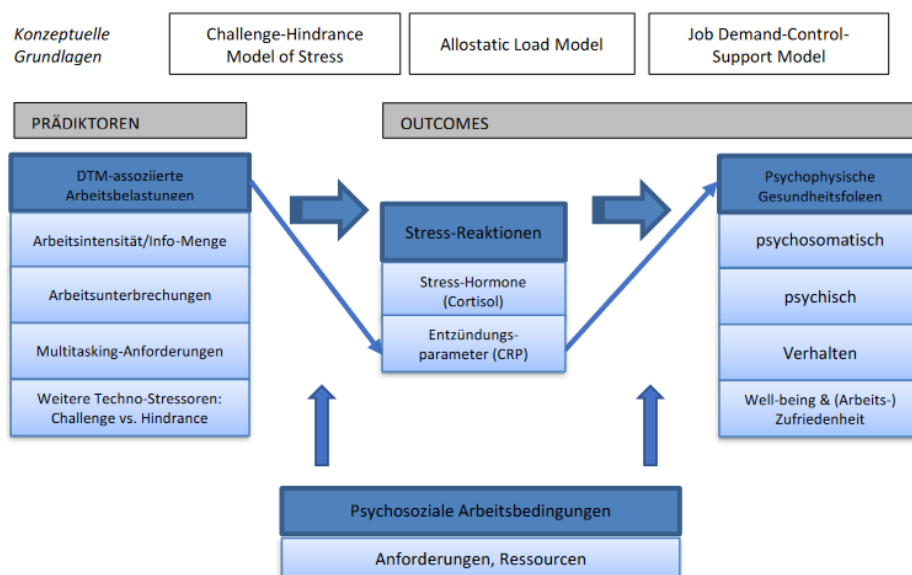 Konzeptuelle
Grundlagen
Challenge-Hindrance
Model of Stress
Allostatic Load Model
Job Demand-Control-
Support Model
PRÄDIKTOREN
OUTCOMES
DTM-assoziierte
Arbeitsbelastungen
Arbeitsintensität/Info-Menge
Arbeitsunterbrechungen
Multitasking-Anforderungen
Weitere Techno-Stressoren:
Challenge vs. Hindrance
Stress-Reaktionen
Stress-Hormone
(Cortisol)
Entzündungs-
parameter (CRP)
Psychophysische
Gesundheitsfolgen
psychosomatisch
psychisch
Verhalten
Well-being & (Arbeits-)
Zufriedenheit
Psychosoziale Arbeitsbedingungen
Anforderungen, Ressourcen